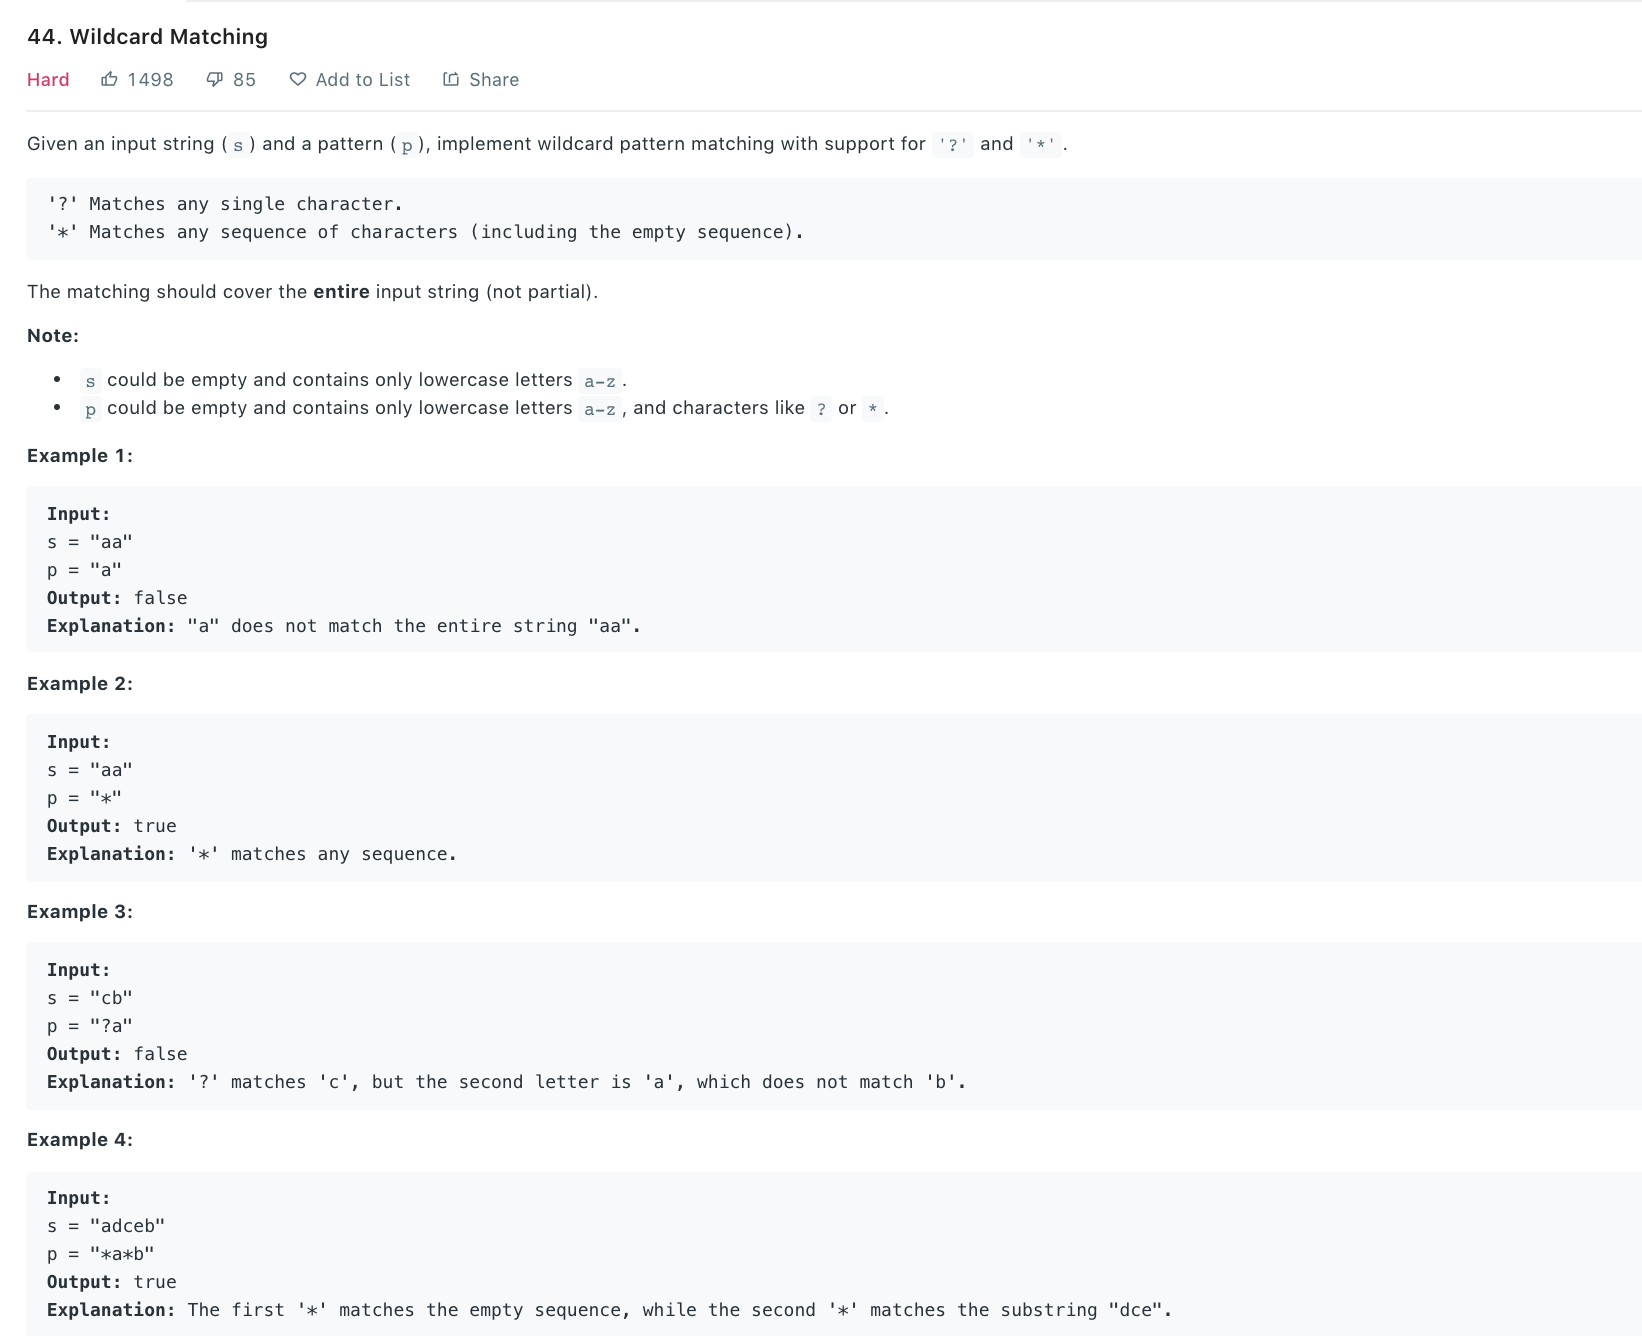 44. Wildcard Matching
Hard 1498 85 Add to List Share
Given an input string (s) and a pattern (p), implement wildcard pattern matching with support for '?' and '*'.
'?' Matches any single character.
'*' Matches any sequence of characters (including the empty sequence).
The matching should cover the entire input string (not partial).
Note:
• s could be empty and contains only lowercase letters a-z.
• p could be empty and contains only lowercase letters a-z, and characters like ? or *.
Example 1:
Input:
s = "aa"
p = "a"
Output: false
Explanation: "a" does not match the entire string "aa".
Example 2:
Input:
s = "aa"
p = "*"
Output: true
Explanation: '*' matches any sequence.
Example 3:
Input:
s = "cb"
p = "?a"
Output: false
Explanation: '?' matches 'c', but the second letter is 'a', which does not match 'b'.
Example 4:
Input:
s = "adceb"
p = "*a*b"
Output: true
Explanation: The first '*' matches the empty sequence, while the second '*' matches the substring "dce".